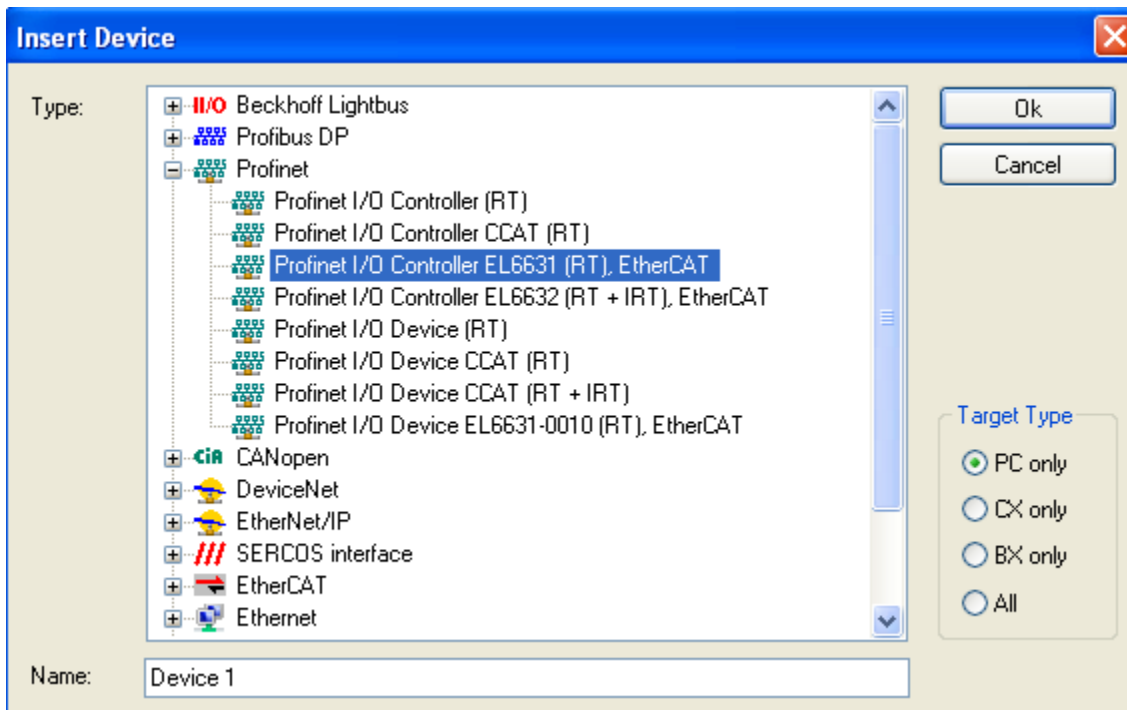 Insert Device
Type:
II/O Beckhoff Lightbus
Profibus DP
Profinet
Profinet I/O Controller (RT)
Profinet I/O Controller CCAT (RT)
Profinet I/O Controller EL6631 (RT), EtherCAT
Profinet I/O Controller EL6632 (RT + IRT), EtherCAT
Profinet I/O Device (RT)
Profinet I/O Device CCAT (RT)
Profinet I/O Device CCAT (RT + IRT)
Profinet I/O Device EL6631-0010 (RT), EtherCAT
CiA CANopen
DeviceNet
EtherNet/IP
SERCOS interface
EtherCAT
Ethernet
Ok
Cancel
Target Type
PC only
CX only
BX only
All
Name: Device 1